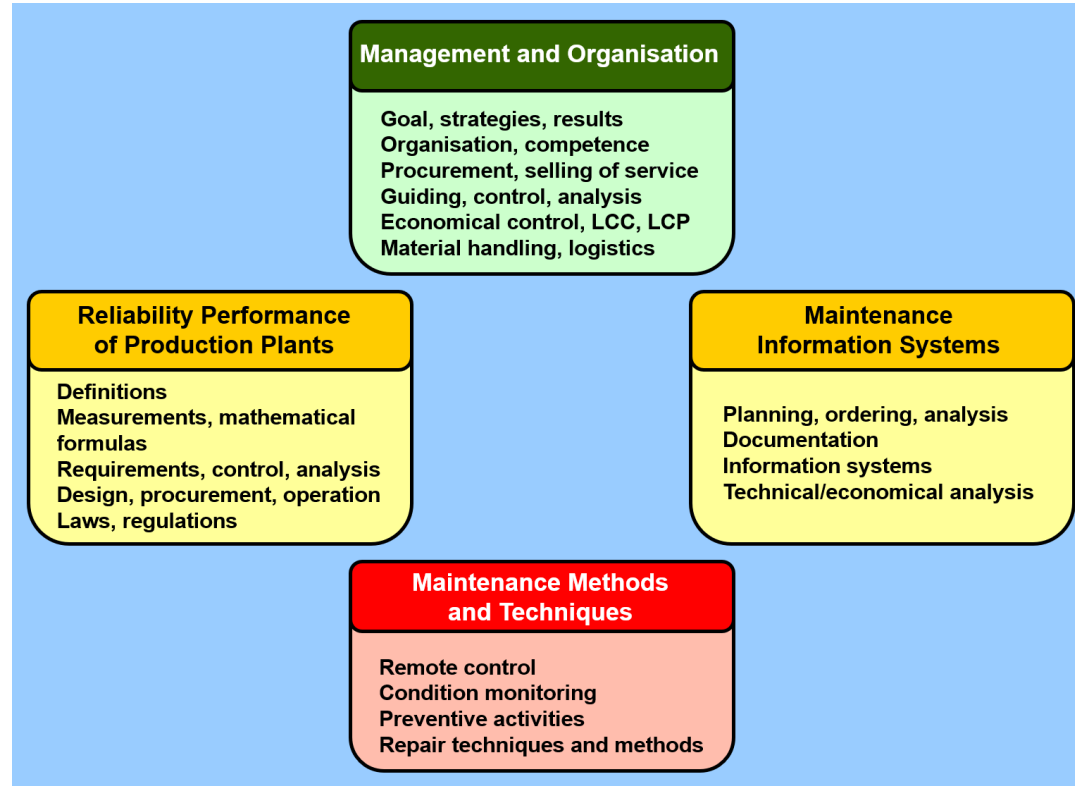 Management and Organisation
Goal, strategies, results
Organisation, competence
Procurement, selling of service
Guiding, control, analysis
Economical control, LCC, LCP
Material handling, logistics
Reliability Performance
of Production Plants
Definitions
Measurements, mathematical
formulas
Requirements, control, analysis
Design, procurement, operation
Laws, regulations
Maintenance
Information Systems
Planning, ordering, analysis
Documentation
Information systems
Technical/economical analysis
Maintenance Methods
and Techniques
Remote control
Condition monitoring
Preventive activities
Repair techniques and methods